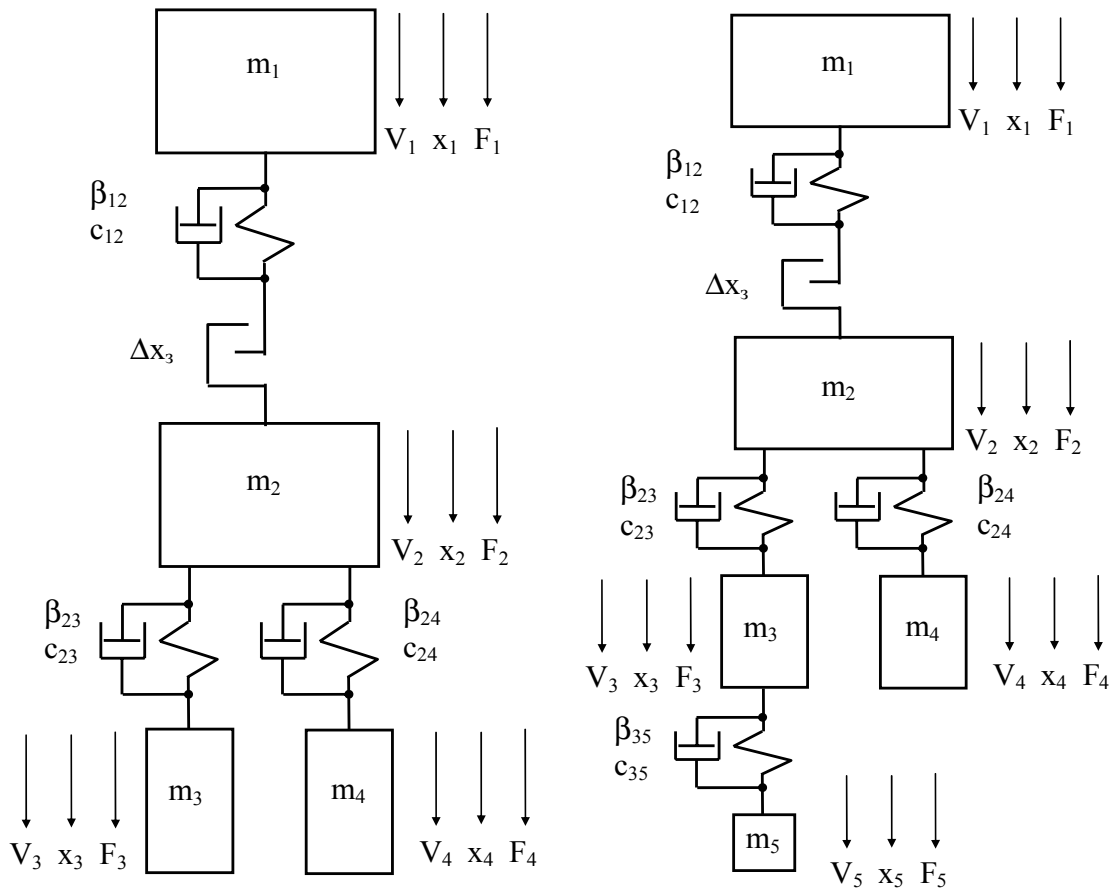 m₁
V₁ x₁ F₁
β₁₂
c₁₂
Δxз
m₂
V₂ x₂ F₂
β₂₃
c₂₃
β₂₄
c₂₄
m₃
V₃ x₃ F₃
m₄
V₄ x₄ F₄
m₁
V₁ x₁ F₁
β₁₂
c₁₂
Δxз
m₂
V₂ x₂ F₂
β₂₃
c₂₃
β₂₄
c₂₄
m₃
V₃ x₃ F₃
m₄
V₄ x₄ F₄
β₃₅
c₃₅
m₅
V₅ x₅ F₅